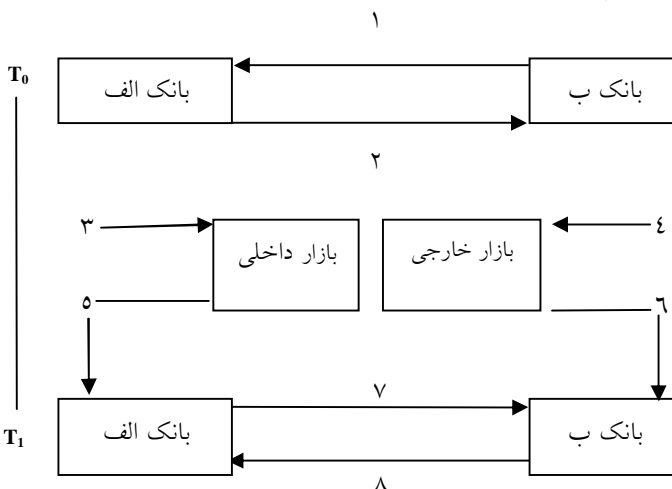 ۱
T₀
بانک الف
بانک ب
۲
۳
بازار داخلی
بازار خارجی
٤
٥
٦
۷
T₁
بانک الف
بانک ب
۸